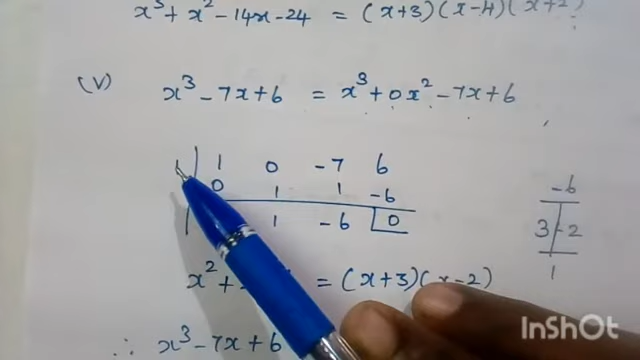 x³ + x² - 14x - 24 = (x+3)(x-4)(x+2)
(V) x³ - 7x + 6 = x³ + 0x² - 7x + 6
1 | 1 0 -7 6
0 1 1 -6
1 -6 | 0
-6
3 | -2
1
x² + = (x+3)(x-2)
∴ x³ - 7x + 6
InShOt